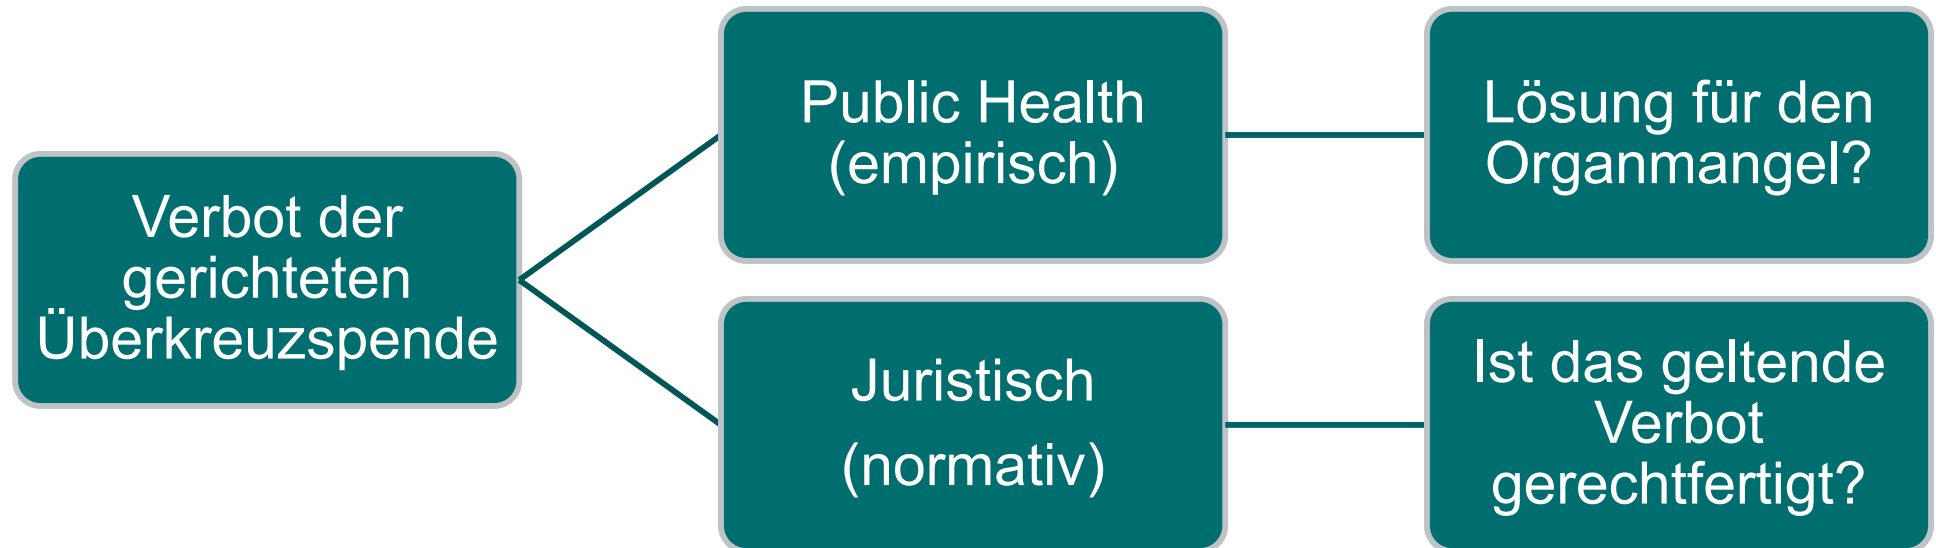 Verbot der
gerichteten
Überkreuzspende
Public Health
(empirisch)
Lösung für den
Organmangel?
Juristisch
(normativ)
Ist das geltende
Verbot
gerechtfertigt?